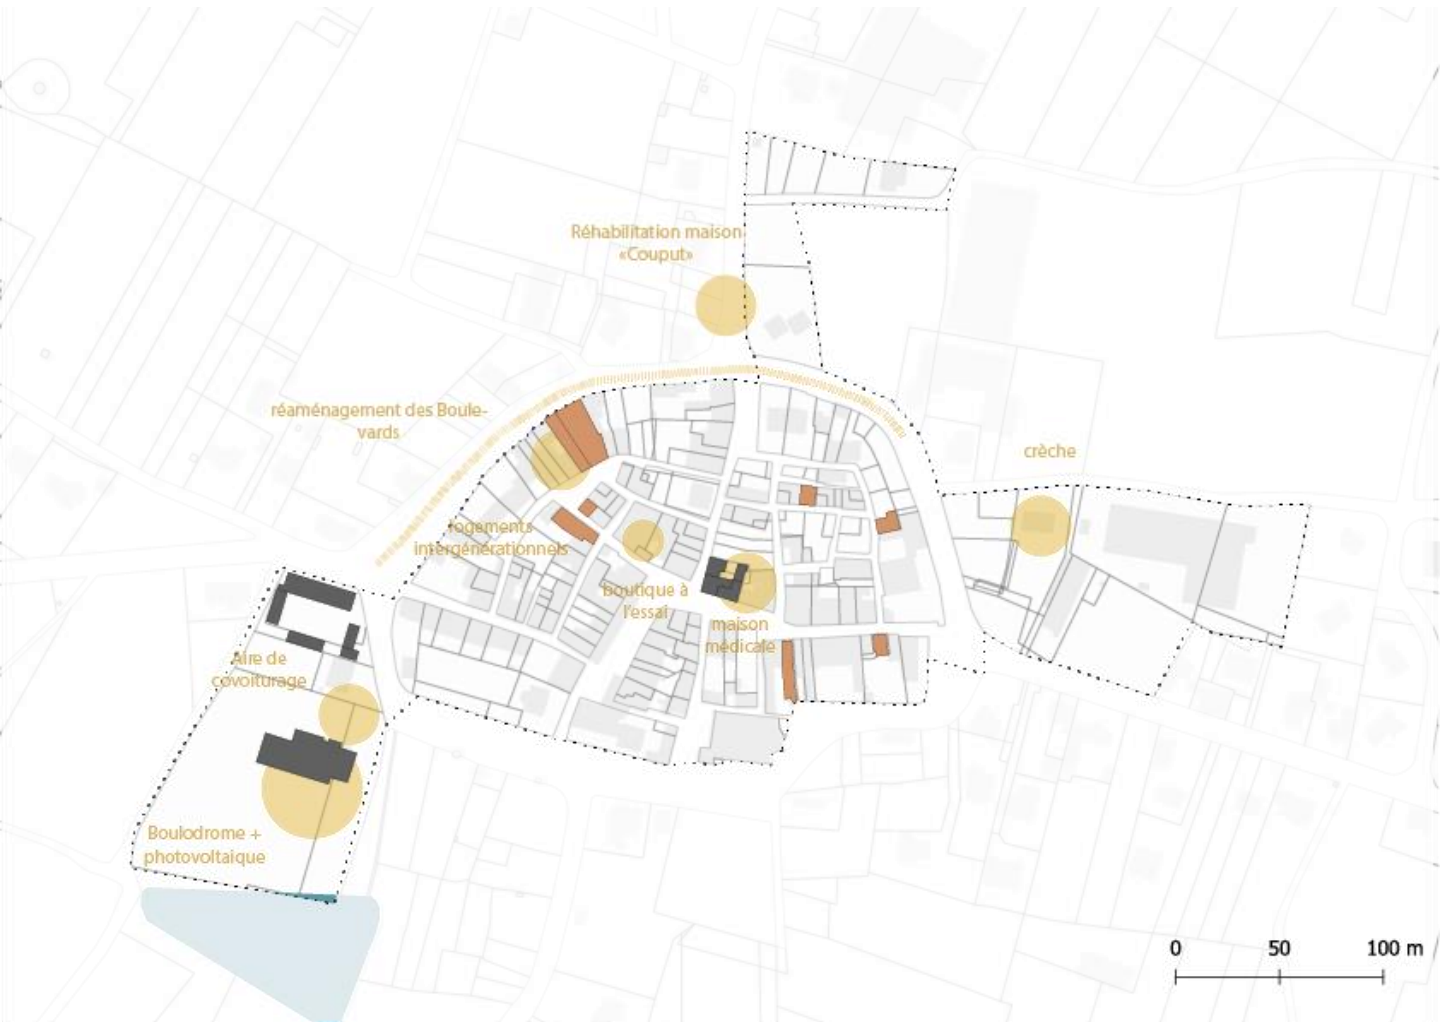 Réhabilitation maison
«Couput»
réaménagement des Boule-
vards
crèche
logements
intergénérationnels
boutique à
l'essai
maison
médicale
Aire de
covoiturage
Boulodrome +
photovoltaique
0 50 100 m